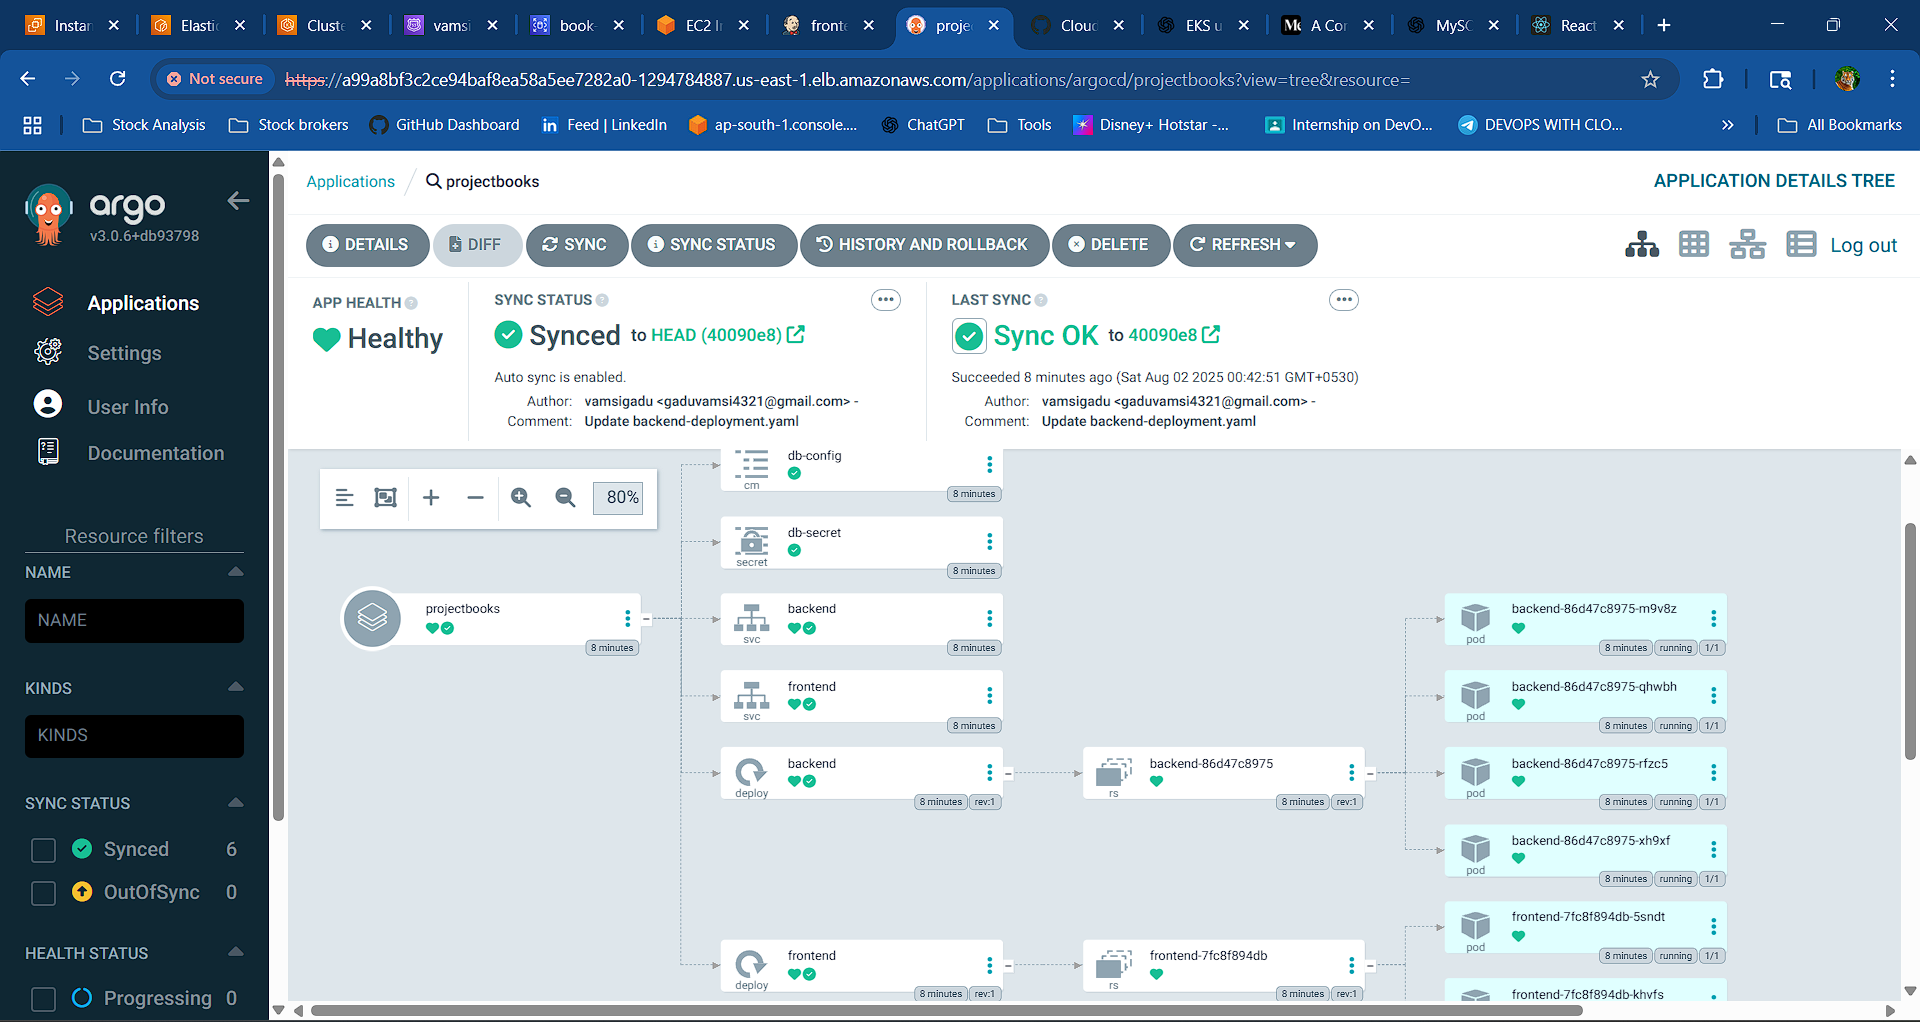 Instan
Elastic
Cluste
vamsi
book-
EC2 In
fronte
projec
Cloud
EKS u
A Cor
MySC
React
Not secure
https://a99a8bf3c2ce94baf8ea58a5ee7282a0-1294784887.us-east-1.elb.amazonaws.com/applications/argocd/projectbooks?view=tree&resource=
Stock Analysis
Stock brokers
GitHub Dashboard
Feed | LinkedIn
ap-south-1.console....
ChatGPT
Tools
Disney+ Hotstar -...
Internship on DevO...
DEVOPS WITH CLO...
»
All Bookmarks
argo
v3.0.6+db93798
Applications
Settings
User Info
Documentation
Resource filters
NAME
NAME
KINDS
KINDS
SYNC STATUS
Synced 6
OutOfSync 0
HEALTH STATUS
Progressing 0
Applications / projectbooks
APPLICATION DETAILS TREE
DETAILS
DIFF
SYNC
SYNC STATUS
HISTORY AND ROLLBACK
DELETE
REFRESH
Log out
APP HEALTH
Healthy
SYNC STATUS
Synced to HEAD (40090e8)
Auto sync is enabled.
Author: vamsigadu <gaduvamsi4321@gmail.com> -
Comment: Update backend-deployment.yaml
LAST SYNC
Sync OK to 40090e8
Succeeded 8 minutes ago (Sat Aug 02 2025 00:42:51 GMT+0530)
Author: vamsigadu <gaduvamsi4321@gmail.com> -
Comment: Update backend-deployment.yaml
80%
projectbooks
8 minutes
db-config
cm
8 minutes
db-secret
secret
8 minutes
backend
svc
8 minutes
frontend
svc
8 minutes
backend
deploy
8 minutes rev:1
frontend
deploy
8 minutes rev:1
backend-86d47c8975
rs
8 minutes rev:1
frontend-7fc8f894db
rs
8 minutes rev:1
backend-86d47c8975-m9v8z
pod
8 minutes running 1/1
backend-86d47c8975-qhwbh
pod
8 minutes running 1/1
backend-86d47c8975-rfzc5
pod
8 minutes running 1/1
backend-86d47c8975-xh9xf
pod
8 minutes running 1/1
frontend-7fc8f894db-5sndt
pod
8 minutes running 1/1
frontend-7fc8f894db-khvfs